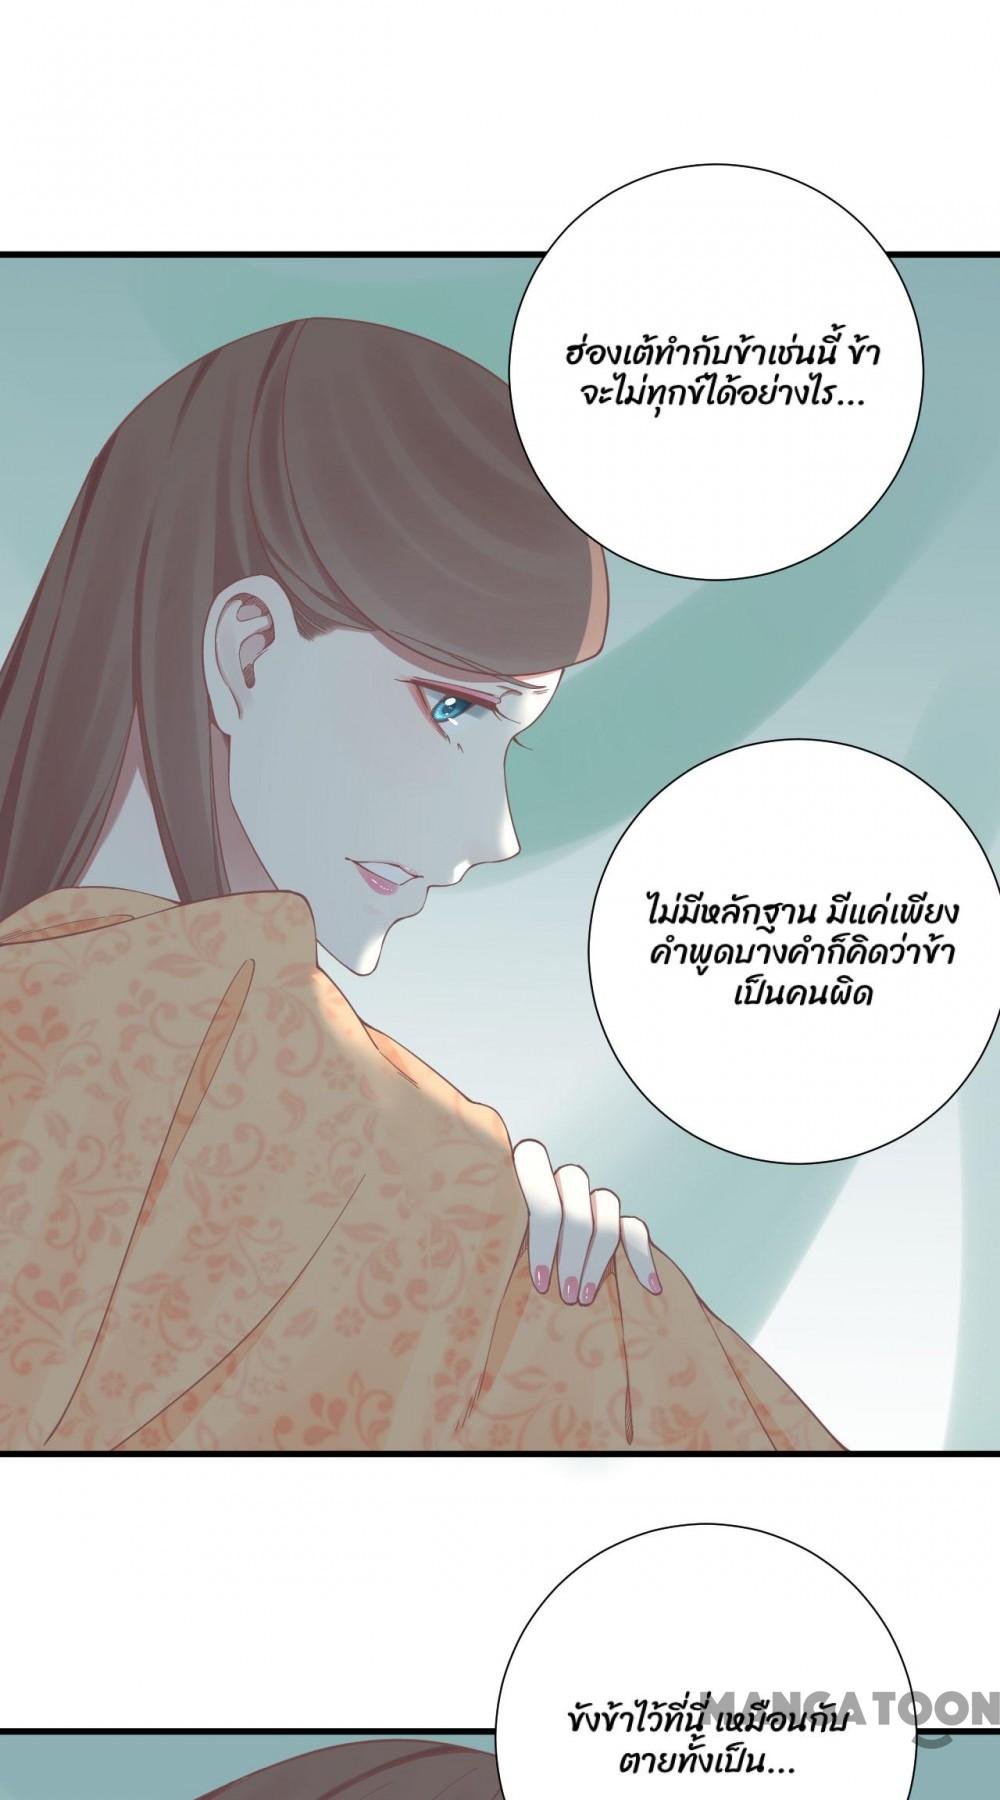 ฮ่องเต้ทำกับข้าเช่นนี้ ข้า
จะไม่ทุกข์ได้อย่างไร...
ไม่มีหลักฐาน มีแค่เพียง
คำพูดบางคำก็คิดว่าข้า
เป็นคนผิด
ขังข้าไว้ที่นี่ เหมือนกับ
ตายทั้งเป็น...
MANGATOON